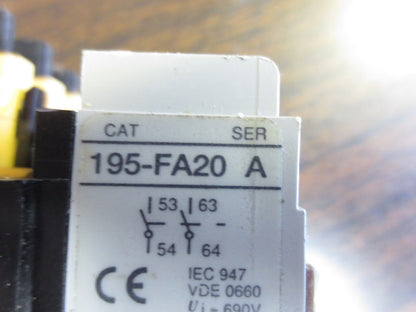 CAT SER
195-FA20 A
53 63
54 64
CE IEC 947
VDE 0660
Ui - 690V